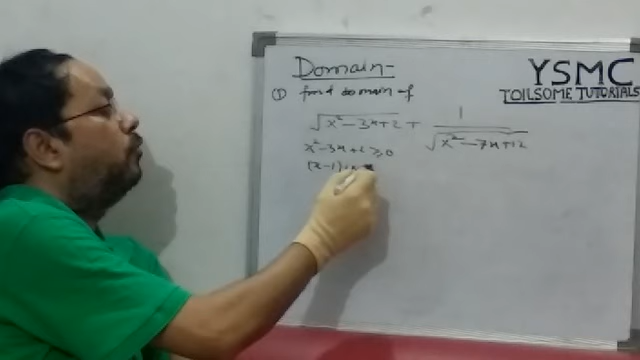 Domain-
YSMC
① find domain of
TOILSOME TUTORIALS
√(x²-3x+2) + 1/√(x²-7x+12)
x²-3x+2 ≥0
(x-1)